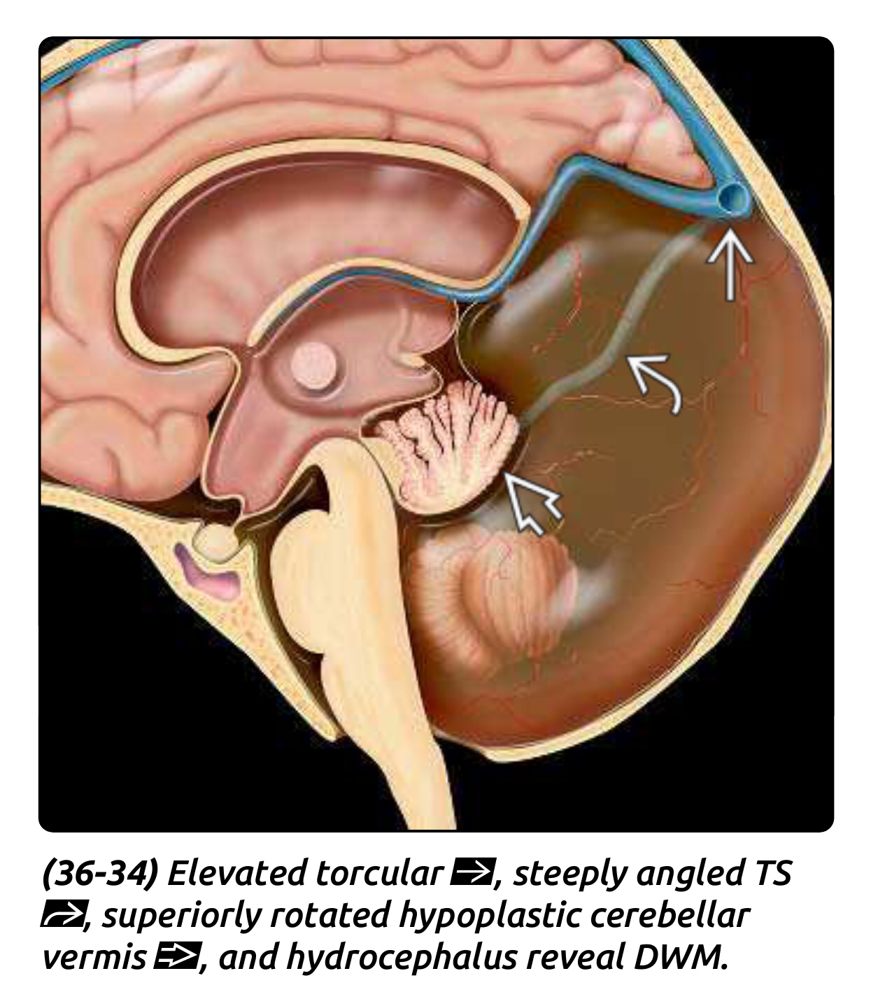 (36-34) Elevated torcular ➡, steeply angled TS
↪, superiorly rotated hypoplastic cerebellar
vermis ⇨, and hydrocephalus reveal DWM.